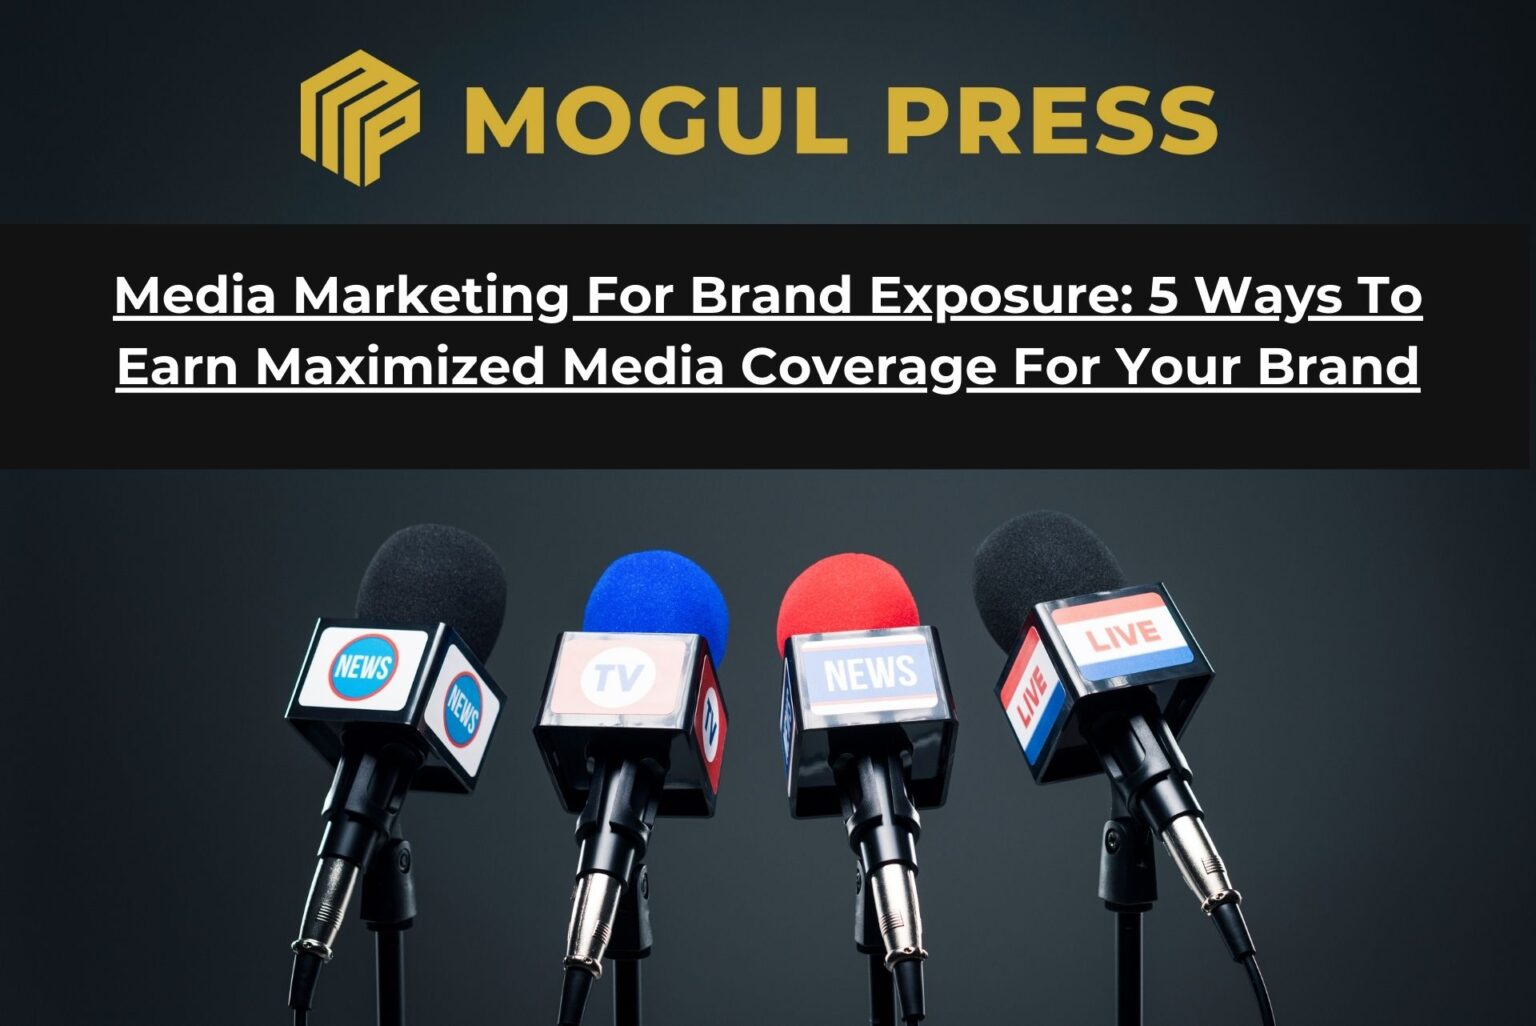 MOGUL PRESS
Media Marketing For Brand Exposure: 5 Ways To
Earn Maximized Media Coverage For Your Brand
NEWS
NEWS
TV
TV
NEWS
LIVE
LIVE